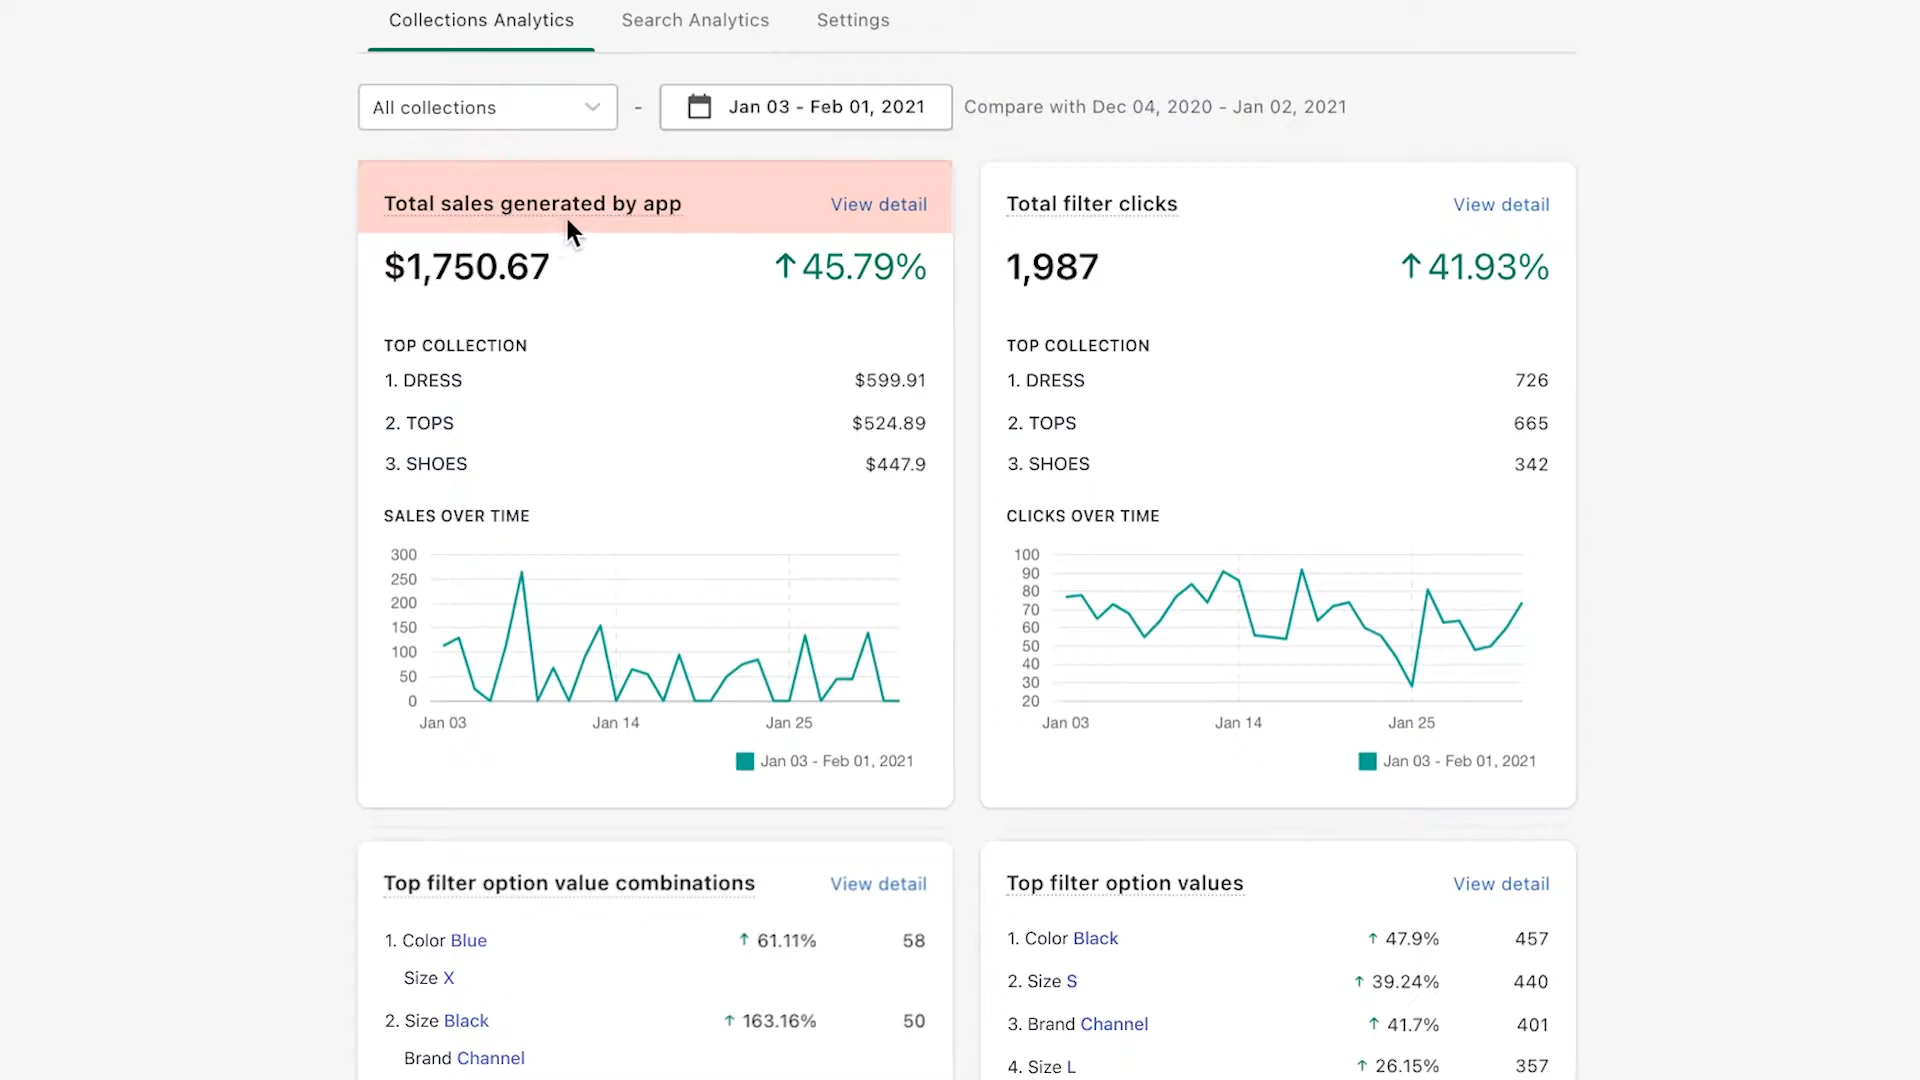 Collections Analytics Search Analytics Settings
All collections - Jan 03 - Feb 01, 2021 Compare with Dec 04, 2020 - Jan 02, 2021
Total sales generated by app View detail
$1,750.67 ↑45.79%
TOP COLLECTION
1. DRESS $599.91
2. TOPS $524.89
3. SHOES $447.9
SALES OVER TIME
300
250
200
150
100
50
0
Jan 03 Jan 14 Jan 25
Jan 03 - Feb 01, 2021
Total filter clicks View detail
1,987 ↑41.93%
TOP COLLECTION
1. DRESS 726
2. TOPS 665
3. SHOES 342
CLICKS OVER TIME
100
90
80
70
60
50
40
30
20
Jan 03 Jan 14 Jan 25
Jan 03 - Feb 01, 2021
Top filter option value combinations View detail
1. Color Blue ↑ 61.11% 58
Size X
2. Size Black ↑ 163.16% 50
Brand Channel
Top filter option values View detail
1. Color Black ↑ 47.9% 457
2. Size S ↑ 39.24% 440
3. Brand Channel ↑ 41.7% 401
4. Size L ↑ 26.15% 357